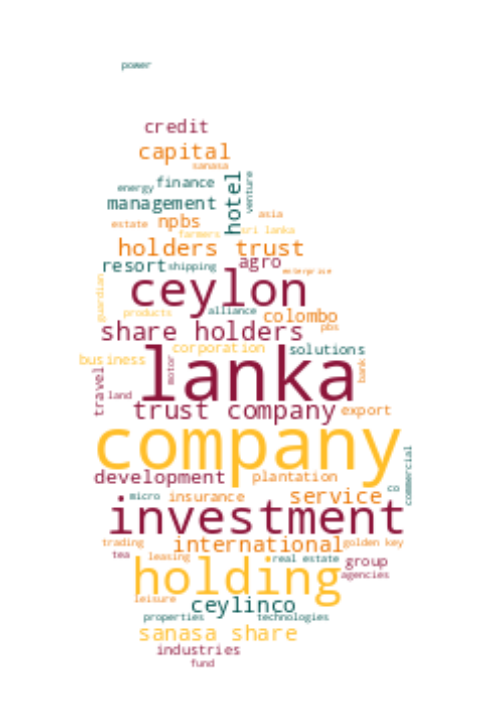 power
credit
capital
sanasa
energy finance hotel venture
management
estate npbs asia
farmers sri lanka
holders trust
resort shipping agro enterprise
guardian ceylon
products alliance colombo
share holders pbs
corporation solutions
business motor lanka bank
travel land
trust company export
company
development plantation commercial
micro insurance service co
investment
trading international golden key
tea leasing real estate group
holding agencies
leisure ceylinco
properties technologies
sanasa share
industries
fund